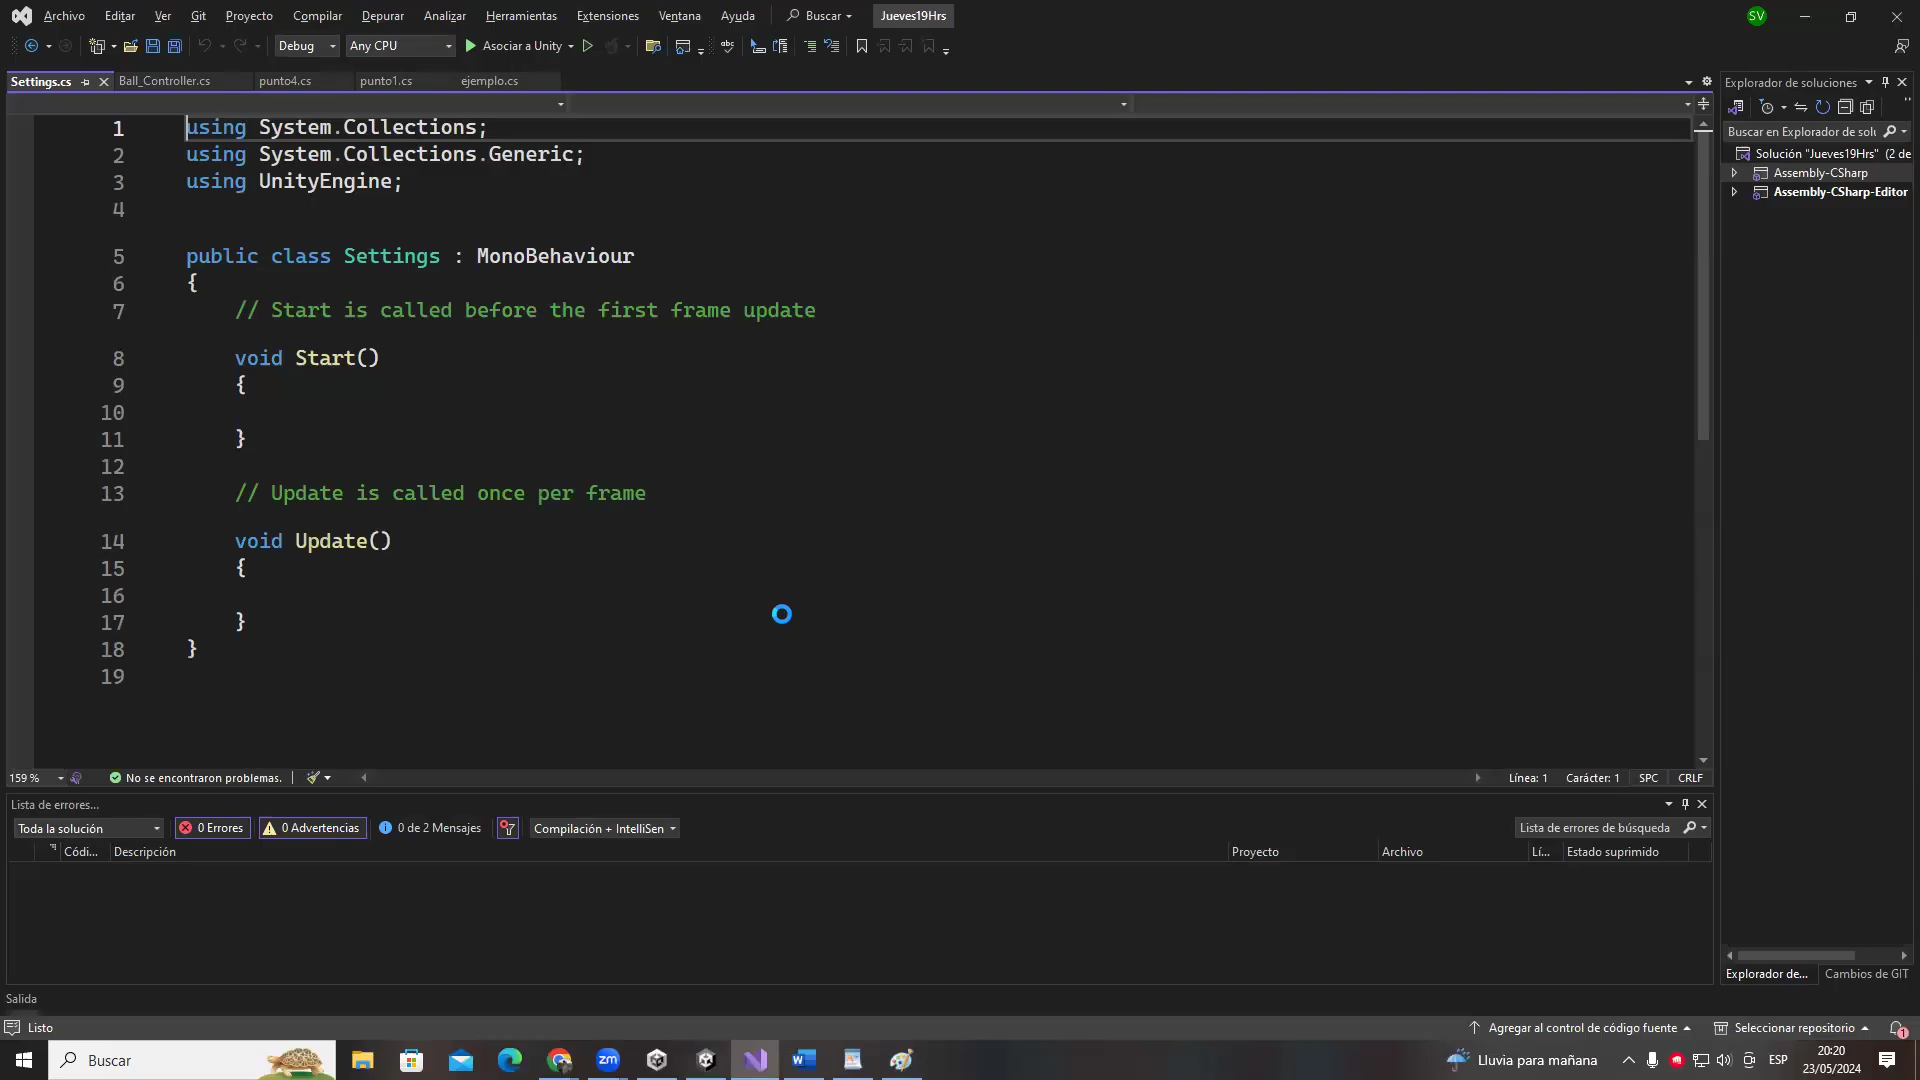 Archivo Editar Ver Git Proyecto Compilar Depurar Analizar Herramientas Extensiones Ventana Ayuda Buscar Jueves19Hrs SV
Debug Any CPU Asociar a Unity
Settings.cs Ball_Controller.cs punto4.cs punto1.cs ejemplo.cs
1 using System.Collections;
2 using System.Collections.Generic;
3 using UnityEngine;
4
5 public class Settings : MonoBehaviour
6 {
7 // Start is called before the first frame update
8 void Start()
9 {
10
11 }
12
13 // Update is called once per frame
14 void Update()
15 {
16
17 }
18 }
19
159 % No se encontraron problemas. Línea: 1 Carácter: 1 SPC CRLF
Lista de errores...
Toda la solución 0 Errores 0 Advertencias 0 de 2 Mensajes Compilación + IntelliSen Lista de errores de búsqueda
Códi... Descripción Proyecto Archivo Lí... Estado suprimido
Explorador de soluciones
Buscar en Explorador de solu
Solución "Jueves19Hrs" (2 de
Assembly-CSharp
Assembly-CSharp-Editor
Explorador de... Cambios de GIT
Salida
Listo Agregar al control de código fuente Seleccionar repositorio 1
Buscar zm Lluvia para mañana ESP 20:20
23/05/2024